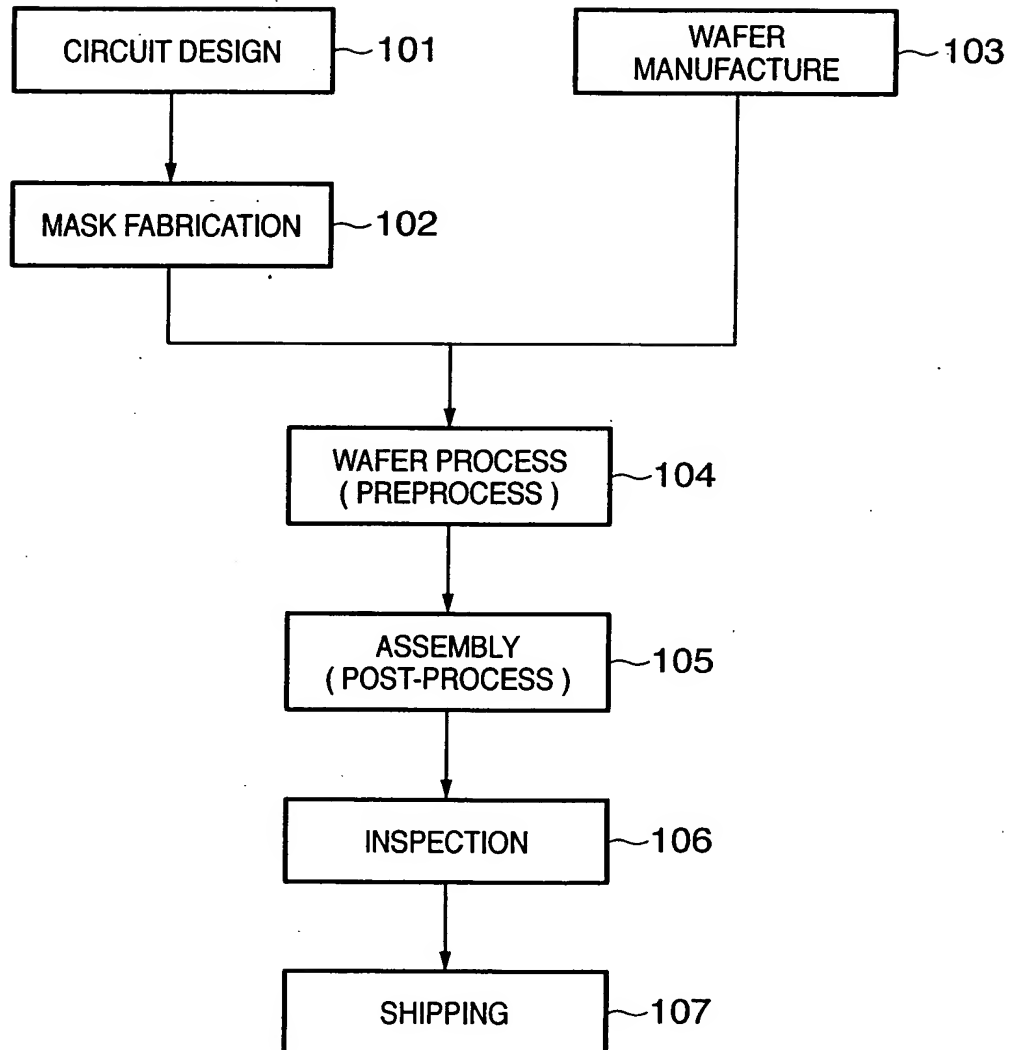 CIRCUIT DESIGN
101
WAFER
MANUFACTURE
103
MASK FABRICATION
102
WAFER PROCESS
( PREPROCESS )
104
ASSEMBLY
( POST-PROCESS )
105
INSPECTION
106
SHIPPING
107